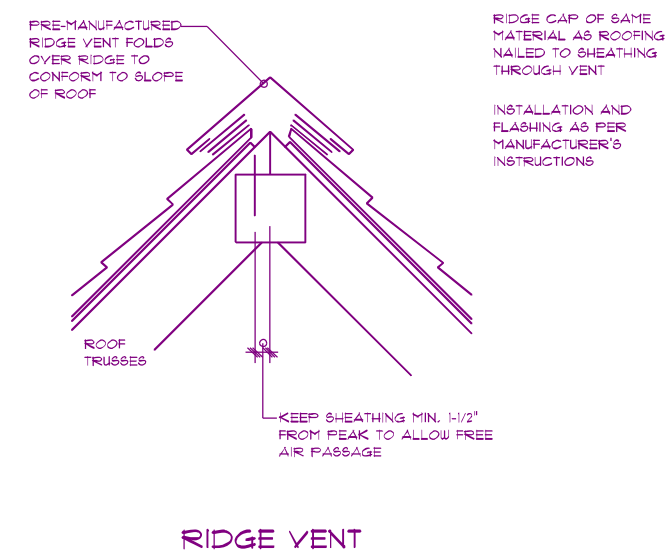 PRE-MANUFACTURED
RIDGE VENT FOLDS
OVER RIDGE TO
CONFORM TO SLOPE
OF ROOF
RIDGE CAP OF SAME
MATERIAL AS ROOFING
NAILED TO SHEATHING
THROUGH VENT
INSTALLATION AND
FLASHING AS PER
MANUFACTURER'S
INSTRUCTIONS
ROOF
TRUSSES
KEEP SHEATHING MIN. 1-1/2"
FROM PEAK TO ALLOW FREE
AIR PASSAGE
RIDGE VENT